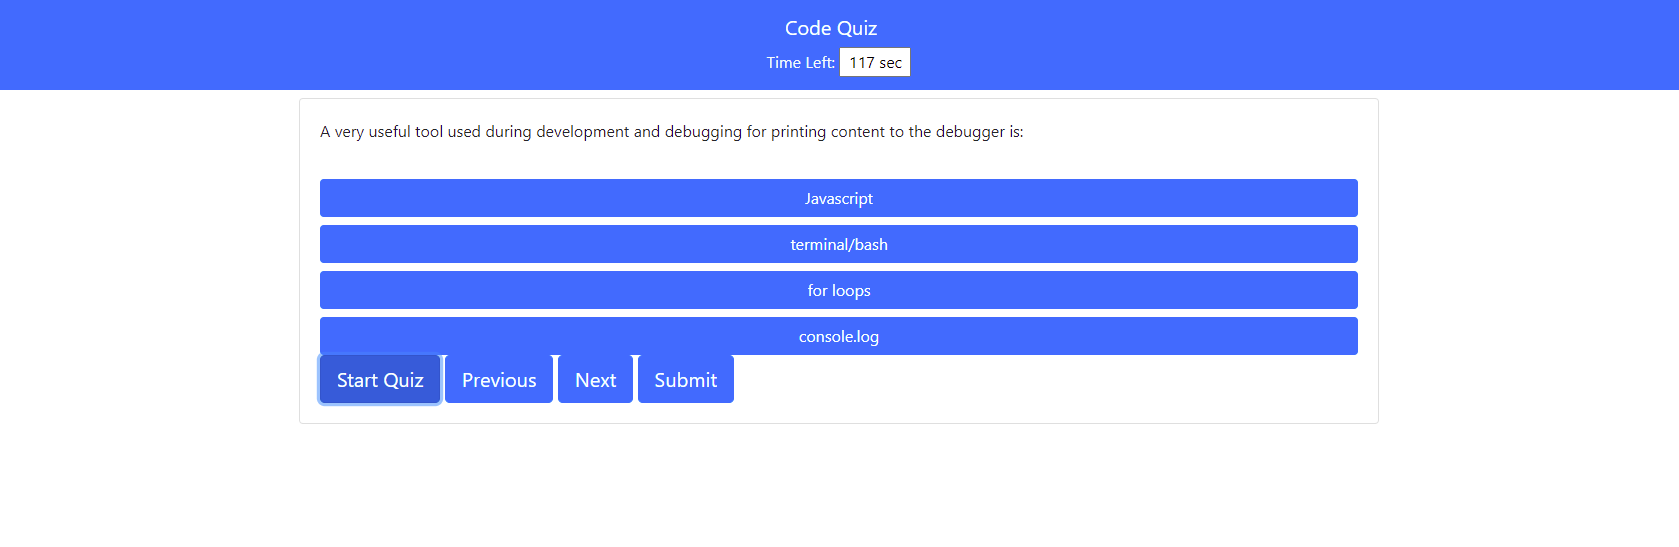 Code Quiz
Time Left: 117 sec
A very useful tool used during development and debugging for printing content to the debugger is:
Javascript
terminal/bash
for loops
console.log
Start Quiz Previous Next Submit